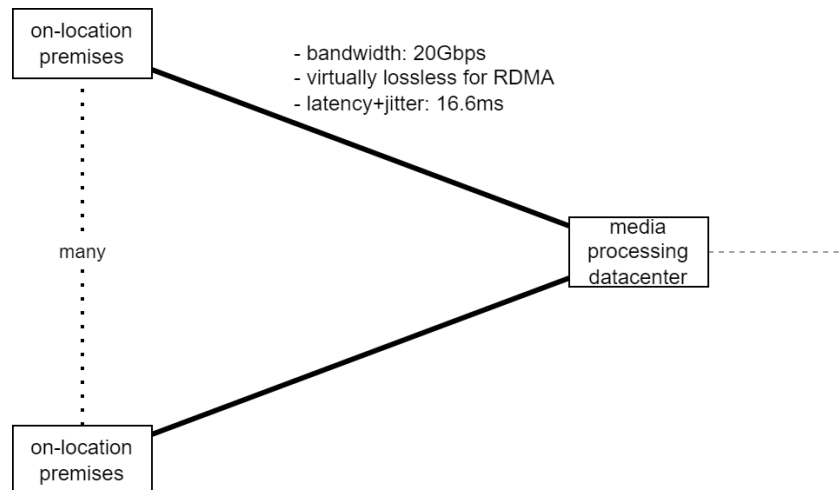 on-location
premises
- bandwidth: 20Gbps
- virtually lossless for RDMA
- latency+jitter: 16.6ms
many
media
processing
datacenter
on-location
premises